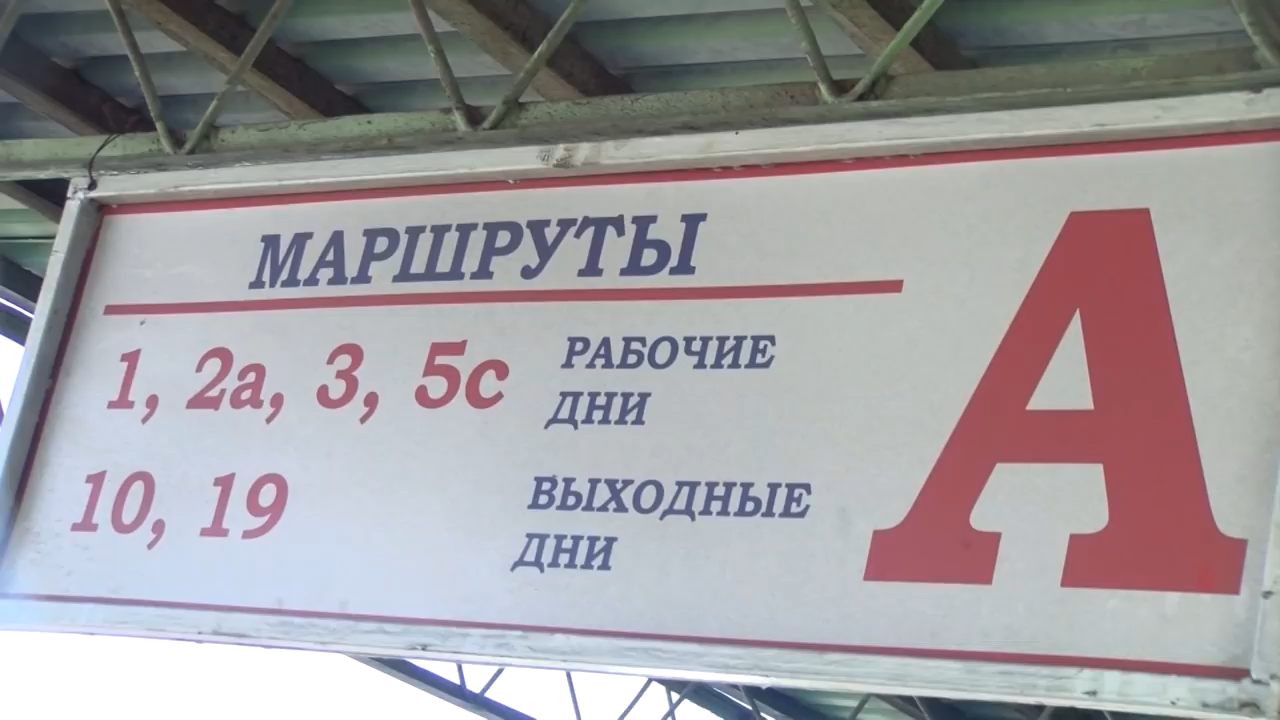 МАРШРУТЫ
1, 2а, 3, 5с РАБОЧИЕ
ДНИ
10, 19 ВЫХОДНЫЕ
ДНИ
А